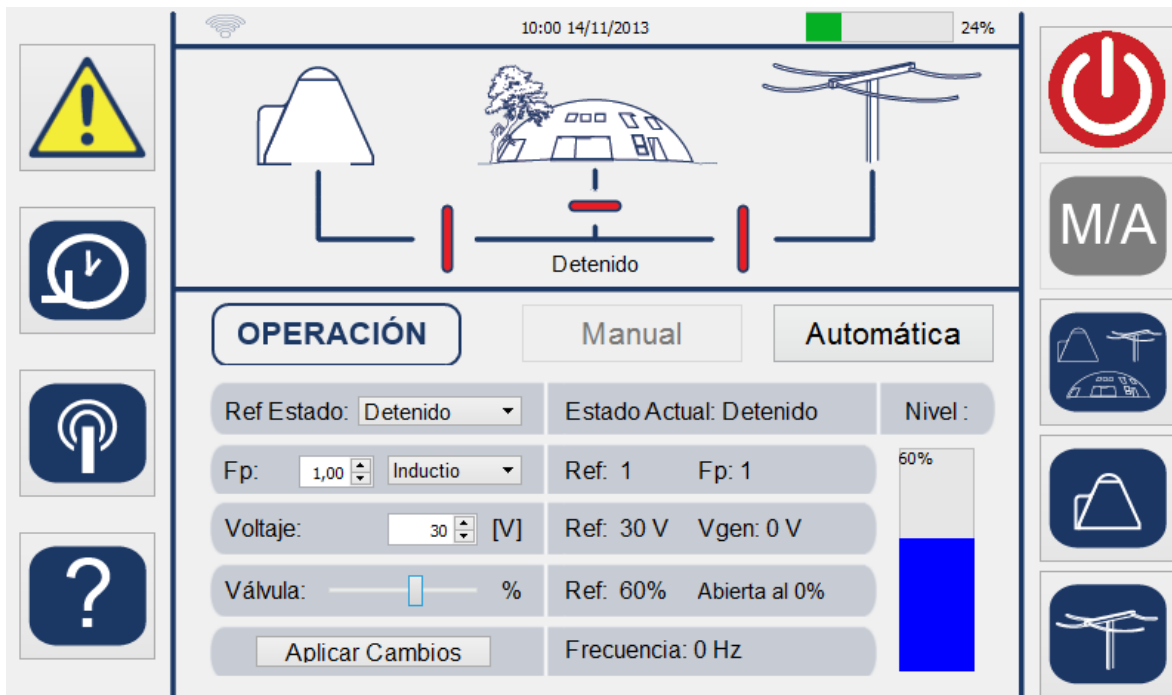 10:00 14/11/2013
24%
M/A
Detenido
OPERACIÓN
Manual
Automática
Ref Estado: Detenido
Estado Actual: Detenido
Nivel :
Fp: 1,00 Inductio
Ref: 1 Fp: 1
60%
Voltaje: 30 [V]
Ref: 30 V Vgen: 0 V
?
Válvula: %
Ref: 60% Abierta al 0%
Aplicar Cambios
Frecuencia: 0 Hz